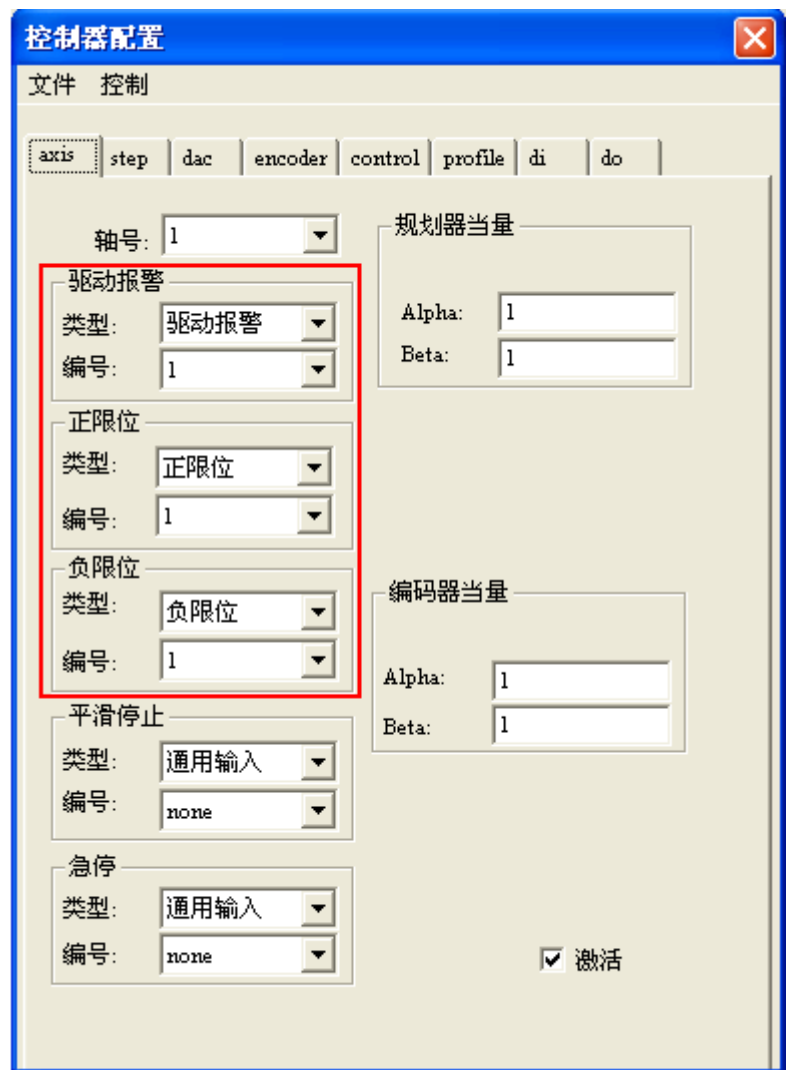 控制器配置
文件 控制
axis step dac encoder control profile di do
轴号: 1
驱动报警
类型: 驱动报警
编号: 1
正限位
类型: 正限位
编号: 1
负限位
类型: 负限位
编号: 1
平滑停止
类型: 通用输入
编号: none
急停
类型: 通用输入
编号: none
规划器当量
Alpha: 1
Beta: 1
编码器当量
Alpha: 1
Beta: 1
激活